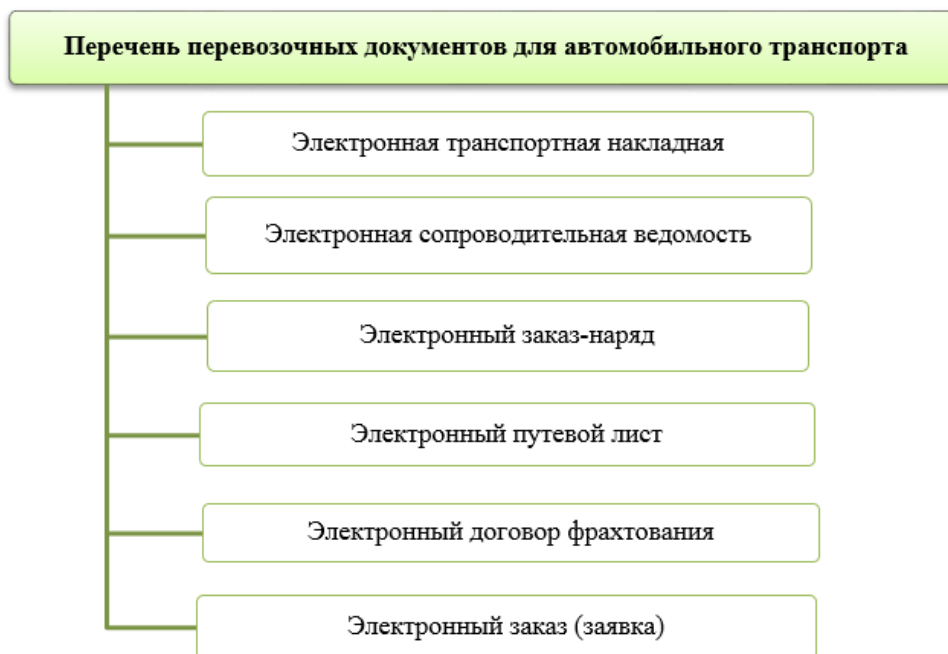 Перечень перевозочных документов для автомобильного транспорта
Электронная транспортная накладная
Электронная сопроводительная ведомость
Электронный заказ-наряд
Электронный путевой лист
Электронный договор фрахтования
Электронный заказ (заявка)